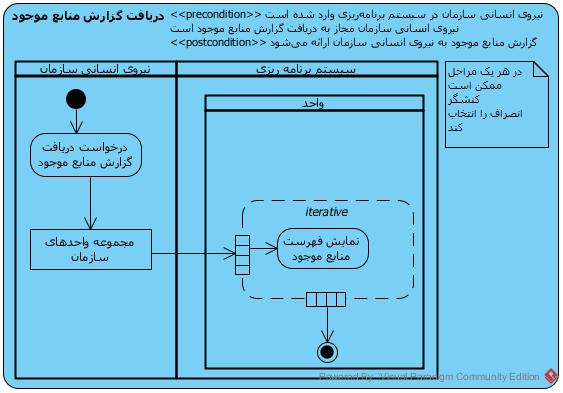 دریافت گزارش منابع موجود
<<precondition>> نیروی انسانی سازمان در سیستم برنامه‌ریزی وارد شده است
نیروی انسانی سازمان مجاز به دریافت گزارش منابع موجود است
<<postcondition>> گزارش منابع موجود به نیروی انسانی سازمان ارائه می‌شود
نیروی انسانی سازمان
سیستم برنامه ریزی
واحد
در هر یک مراحل
ممکن است
کنشگر
انصراف را انتخاب
کند
درخواست دریافت
گزارش منابع موجود
مجموعه واحدهای
سازمان
iterative
نمایش فهرست
منابع موجود
Powered By Visual Paradigm Community Edition